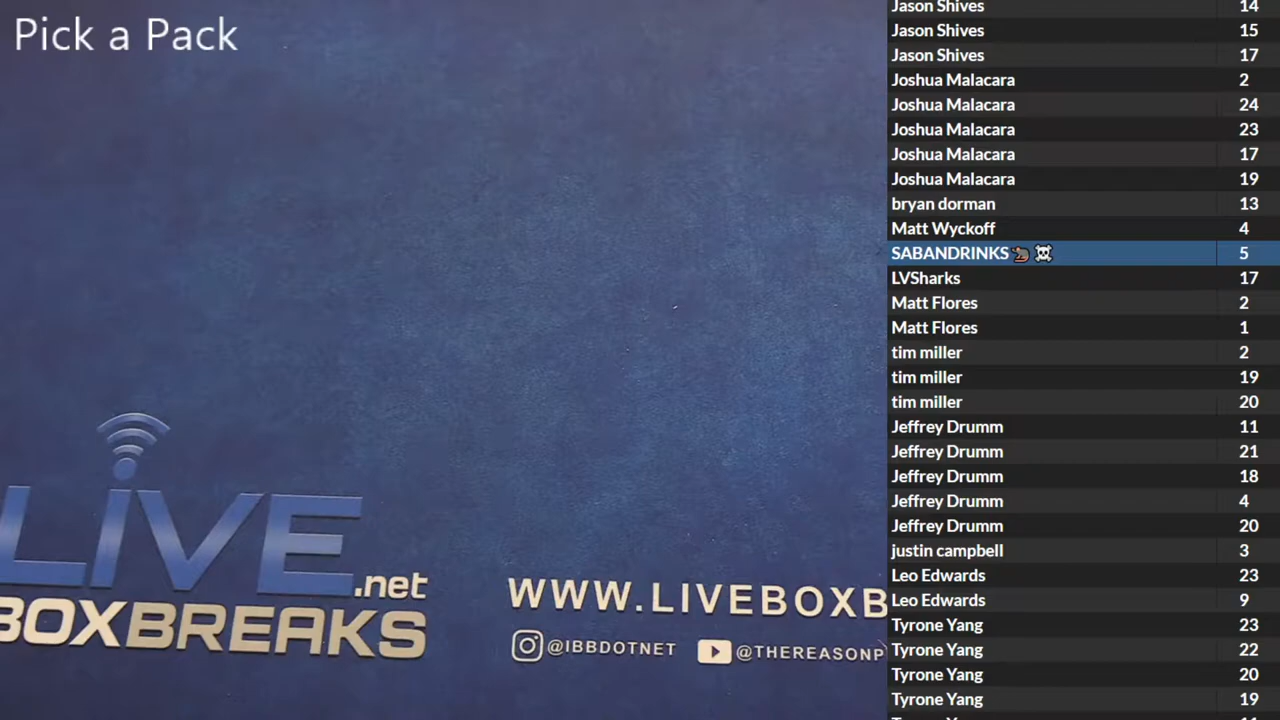 Pick a Pack
LIVE
.net
BOXBREAKS
WWW.LIVEBOXB
@IBBDOTNET
@THEREASONP
Jason Shives 14
Jason Shives 15
Jason Shives 17
Joshua Malacara 2
Joshua Malacara 24
Joshua Malacara 23
Joshua Malacara 17
Joshua Malacara 19
bryan dorman 13
Matt Wyckoff 4
SABANDRINKS🐀☠️ 5
LVSharks 17
Matt Flores 2
Matt Flores 1
tim miller 2
tim miller 19
tim miller 20
Jeffrey Drumm 11
Jeffrey Drumm 21
Jeffrey Drumm 18
Jeffrey Drumm 4
Jeffrey Drumm 20
justin campbell 3
Leo Edwards 23
Leo Edwards 9
Tyrone Yang 23
Tyrone Yang 22
Tyrone Yang 20
Tyrone Yang 19